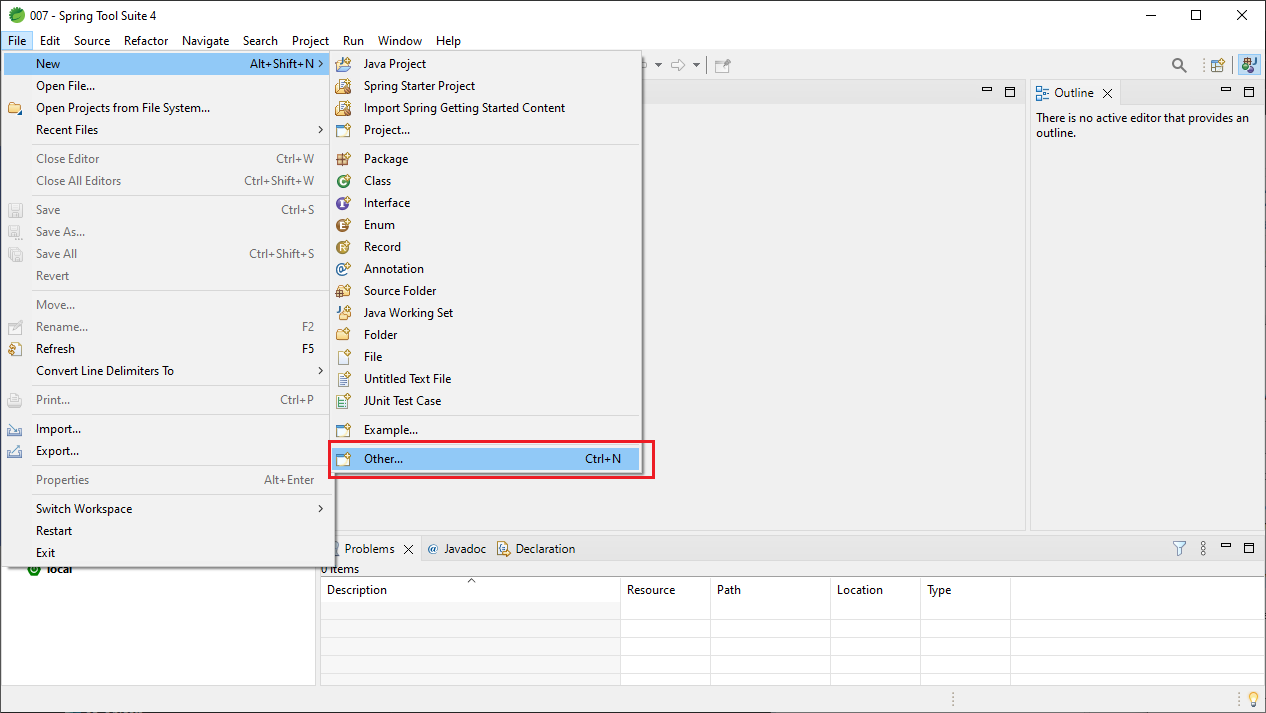 007 - Spring Tool Suite 4
File Edit Source Refactor Navigate Search Project Run Window Help
New Alt+Shift+N
Open File...
Open Projects from File System...
Recent Files
Close Editor Ctrl+W
Close All Editors Ctrl+Shift+W
Save Ctrl+S
Save As...
Save All Ctrl+Shift+S
Revert
Move...
Rename... F2
Refresh F5
Convert Line Delimiters To
Print... Ctrl+P
Import...
Export...
Properties Alt+Enter
Switch Workspace
Restart
Exit
Java Project
Spring Starter Project
Import Spring Getting Started Content
Project...
Package
Class
Interface
Enum
Record
Annotation
Source Folder
Java Working Set
Folder
File
Untitled Text File
JUnit Test Case
Example...
Other... Ctrl+N
Outline
There is no active editor that provides an
outline.
local
Problems @ Javadoc Declaration
0 items
Description Resource Path Location Type